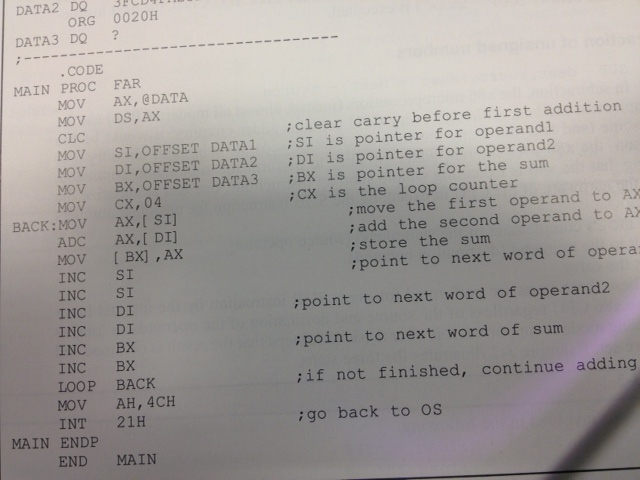 DATA2 DQ
ORG 0020H
DATA3 DQ ?
;----------------------------------
.CODE
MAIN PROC FAR
MOV AX,@DATA
MOV DS,AX
CLC ;clear carry before first addition
MOV SI,OFFSET DATA1 ;SI is pointer for operand1
MOV DI,OFFSET DATA2 ;DI is pointer for operand2
MOV BX,OFFSET DATA3 ;BX is pointer for the sum
MOV CX,04 ;CX is the loop counter
BACK:MOV AX,[SI] ;move the first operand to AX
ADC AX,[DI] ;add the second operand to AX
MOV [BX],AX ;store the sum
INC SI ;point to next word of
INC SI
INC DI ;point to next word of operand2
INC DI
INC BX ;point to next word of sum
INC BX
LOOP BACK ;if not finished, continue adding
MOV AH,4CH
INT 21H ;go back to OS
MAIN ENDP
END MAIN